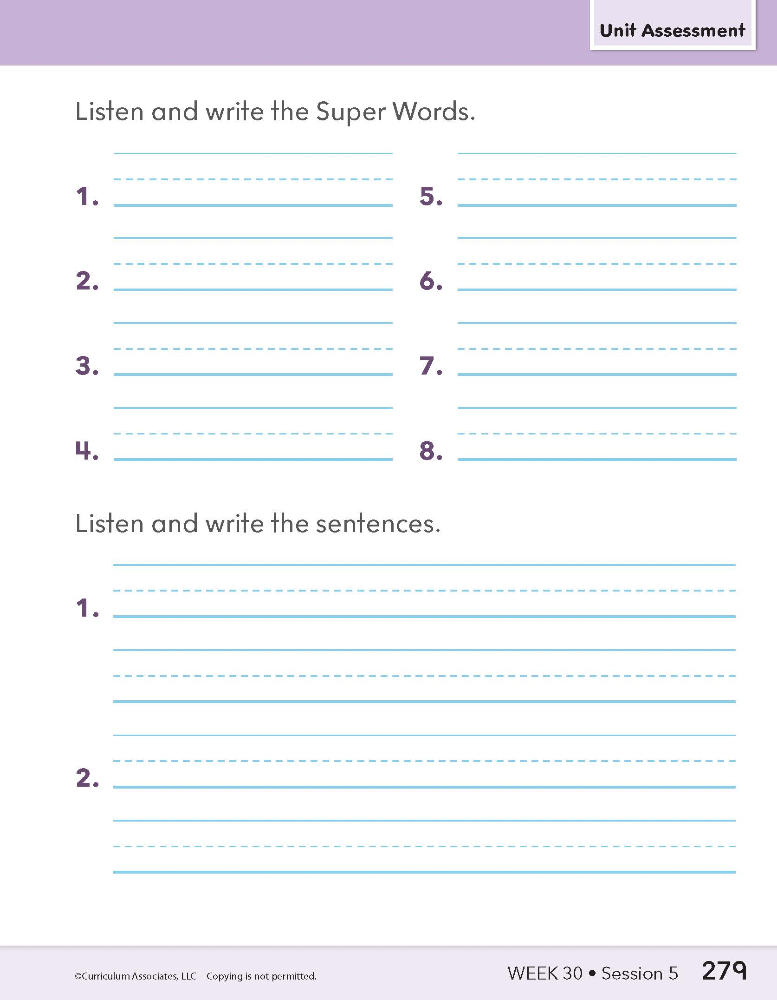 Unit Assessment
Listen and write the Super Words.
1. 5.
2. 6.
3. 7.
4. 8.
Listen and write the sentences.
1.
2.
©Curriculum Associates, LLC Copying is not permitted. WEEK 30 • Session 5 279